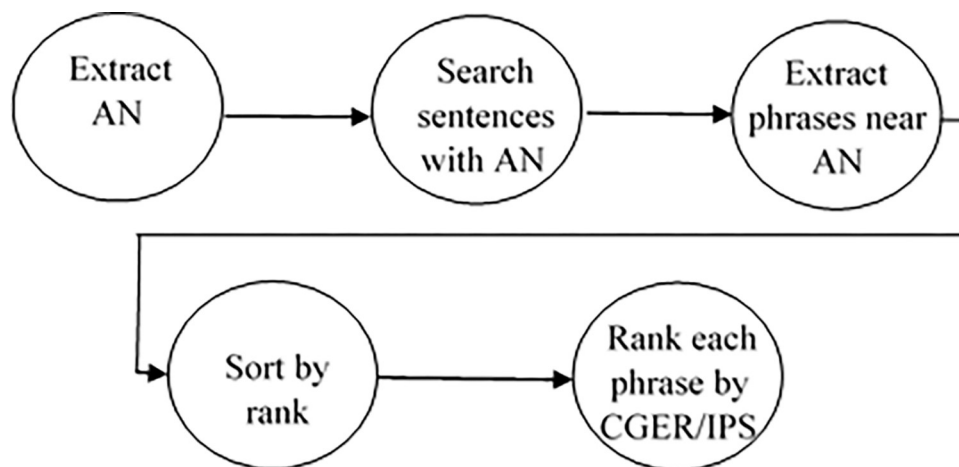 Extract
AN
Search
sentences
with AN
Extract
phrases near
AN
Sort by
rank
Rank each
phrase by
CGER/IPS